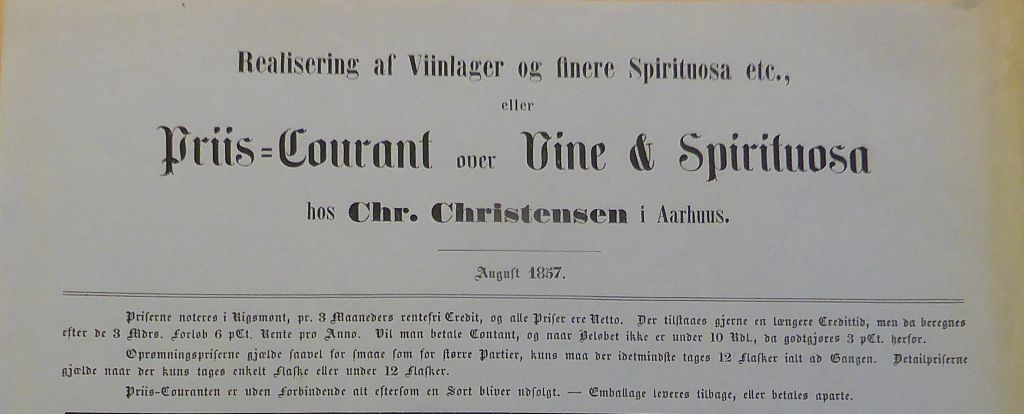 Realisering af Viinlager og finere Spirituosa etc.,
eller
Priis-Courant over Vine & Spirituosa
hos Chr. Christensen i Aarhuus.
August 1857.
Priserne noteres i Rigsmønt, pr. 3 Maaneders rentefri Credit, og alle Priser ere Netto. Der tilstaaes gjerne en længere Credittid, men da beregnes
efter de 3 Mdrs. Forløb 6 pCt. Rente pro Anno. Vil man betale Contant, og naar Beløbet ikke er under 10 Rdl., da godtgjøres 3 pCt. herfor.
Oprømningspriserne gjælde saavel for smaae som for større Partier, kuns maa der idetmindste tages 12 Flasker ialt ad Gangen. Detailpriserne
gjælde naar der kuns tages enkelt Flaske eller under 12 Flasker.
Priis-Couranten er uden Forbindende alt eftersom en Sort bliver udsolgt. — Emballage leveres tilbage, eller betales aparte.